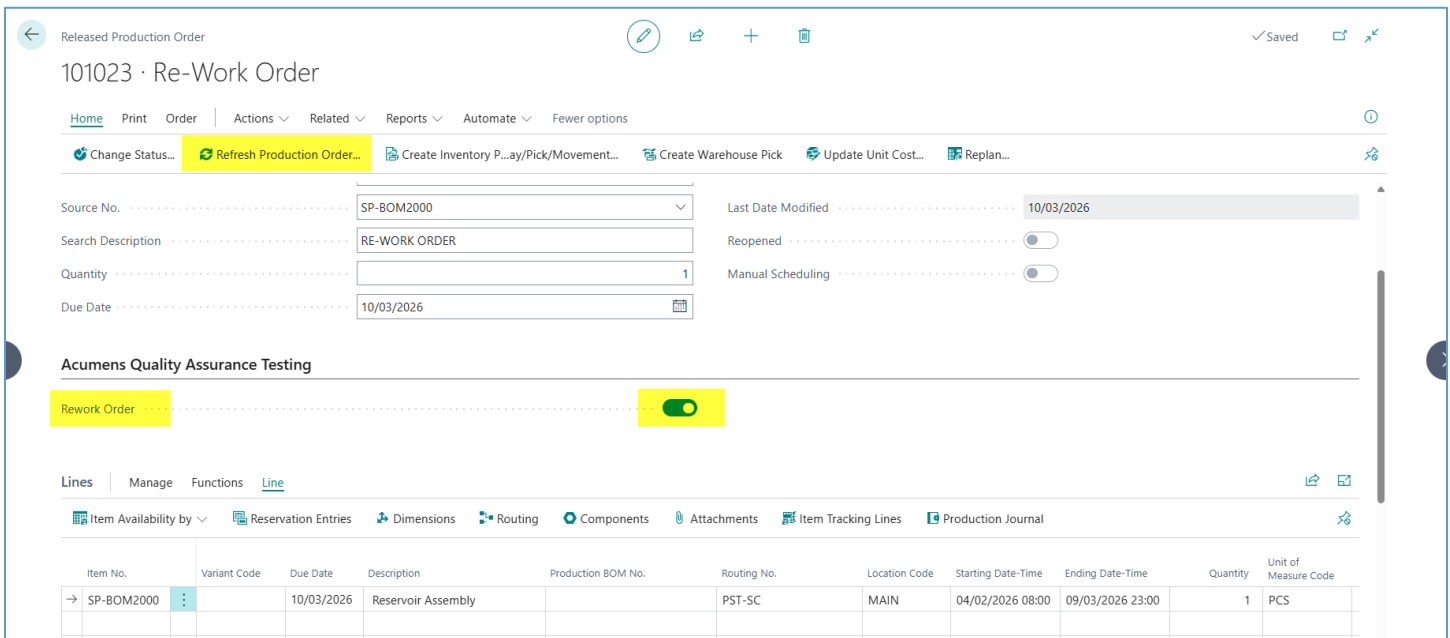 Released Production Order
Saved
101023 · Re-Work Order
Home Print Order Actions Related Reports Automate Fewer options
Change Status... Refresh Production Order... Create Inventory P...ay/Pick/Movement... Create Warehouse Pick Update Unit Cost... Replan...
Source No. SP-BOM2000 Last Date Modified 10/03/2026
Search Description RE-WORK ORDER Reopened
Quantity 1 Manual Scheduling
Due Date 10/03/2026
Acumens Quality Assurance Testing
Rework Order
Lines Manage Functions Line
Item Availability by Reservation Entries Dimensions Routing Components Attachments Item Tracking Lines Production Journal
Item No. Variant Code Due Date Description Production BOM No. Routing No. Location Code Starting Date-Time Ending Date-Time Quantity Unit of
Measure Code
SP-BOM2000 10/03/2026 Reservoir Assembly PST-SC MAIN 04/02/2026 08:00 09/03/2026 23:00 1 PCS